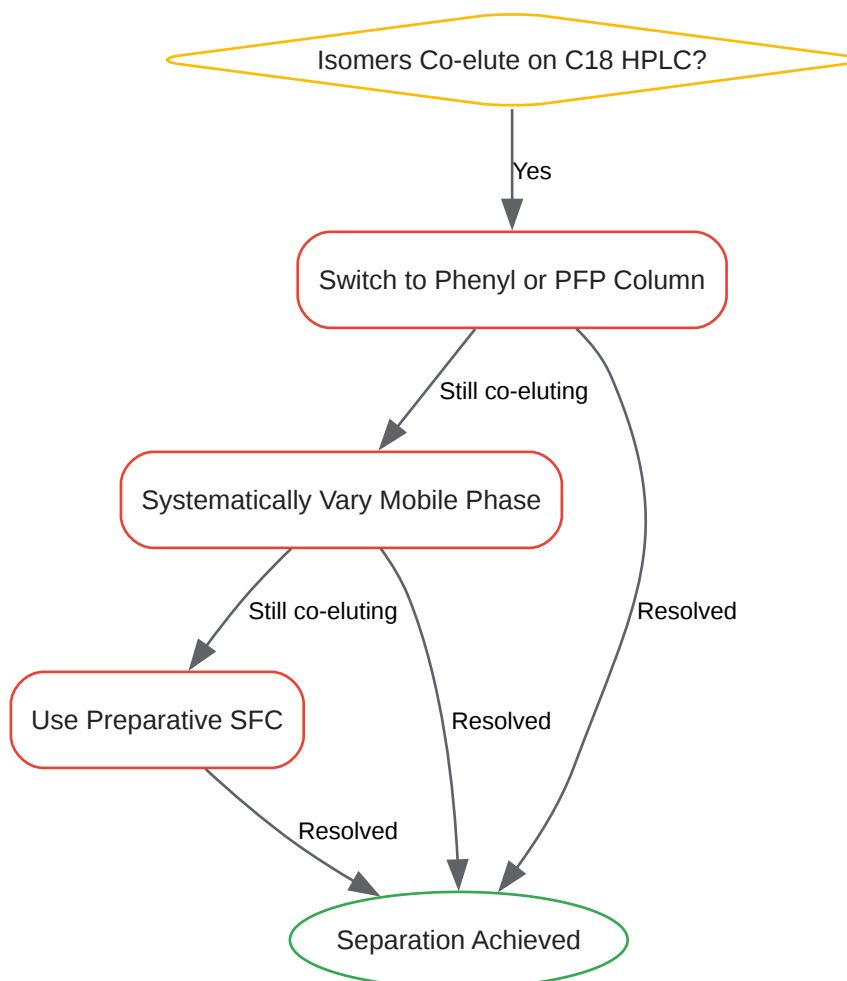 Isomers Co-elute on C18 HPLC?
Yes
Switch to Phenyl or PFP Column
Still co-eluting
Systematically Vary Mobile Phase
Still co-eluting
Resolved
Use Preparative SFC
Resolved
Resolved
Separation Achieved